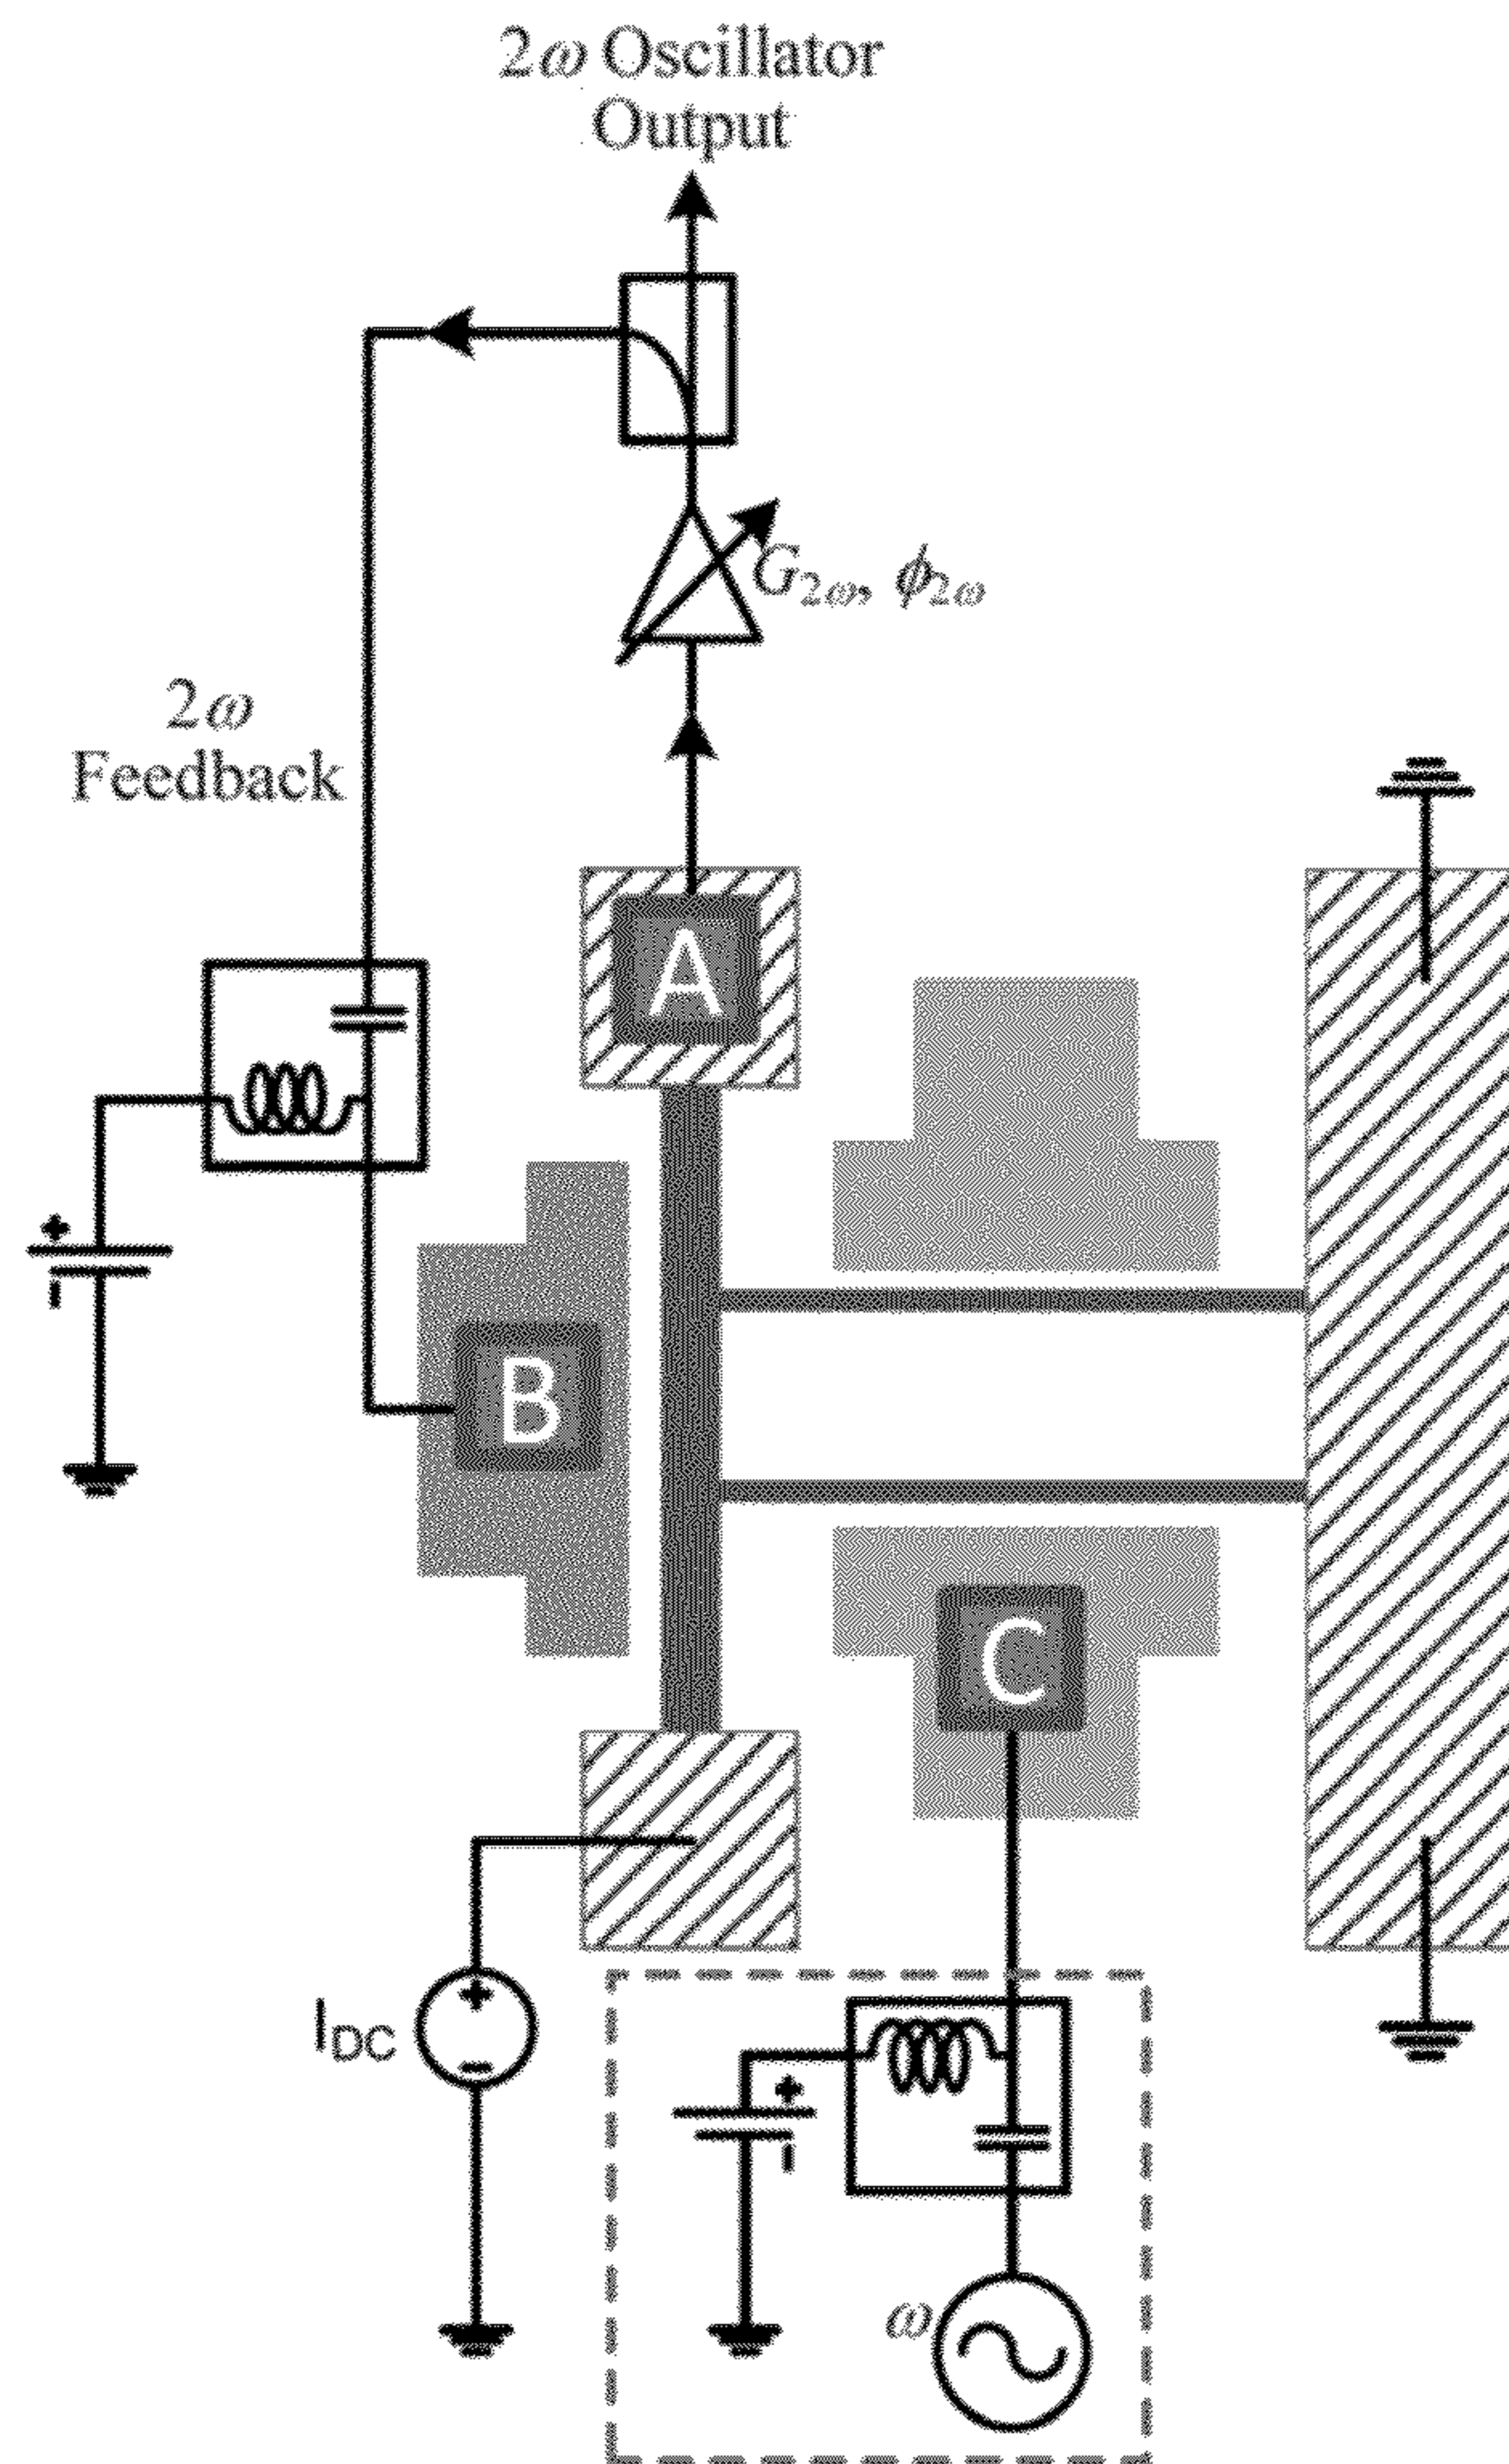 2ω Oscillator
Output
G2ω, ϕ2ω
2ω
Feedback
A
+
-
B
C
+
-
IDC
+
-
ω